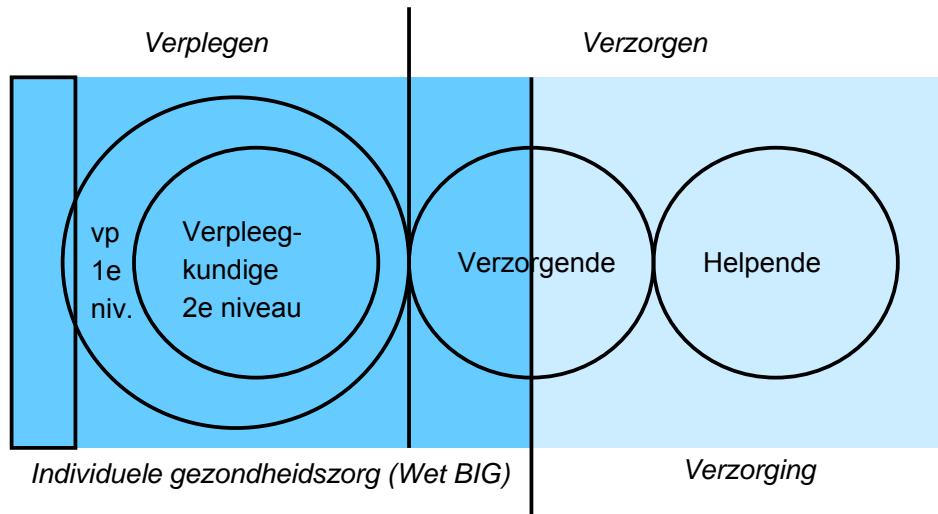 Verplegen
Verzorgen
vp
1e
niv.
Verpleeg-
kundige
2e niveau
Verzorgende
Helpende
Individuele gezondheidszorg (Wet BIG)
Verzorging